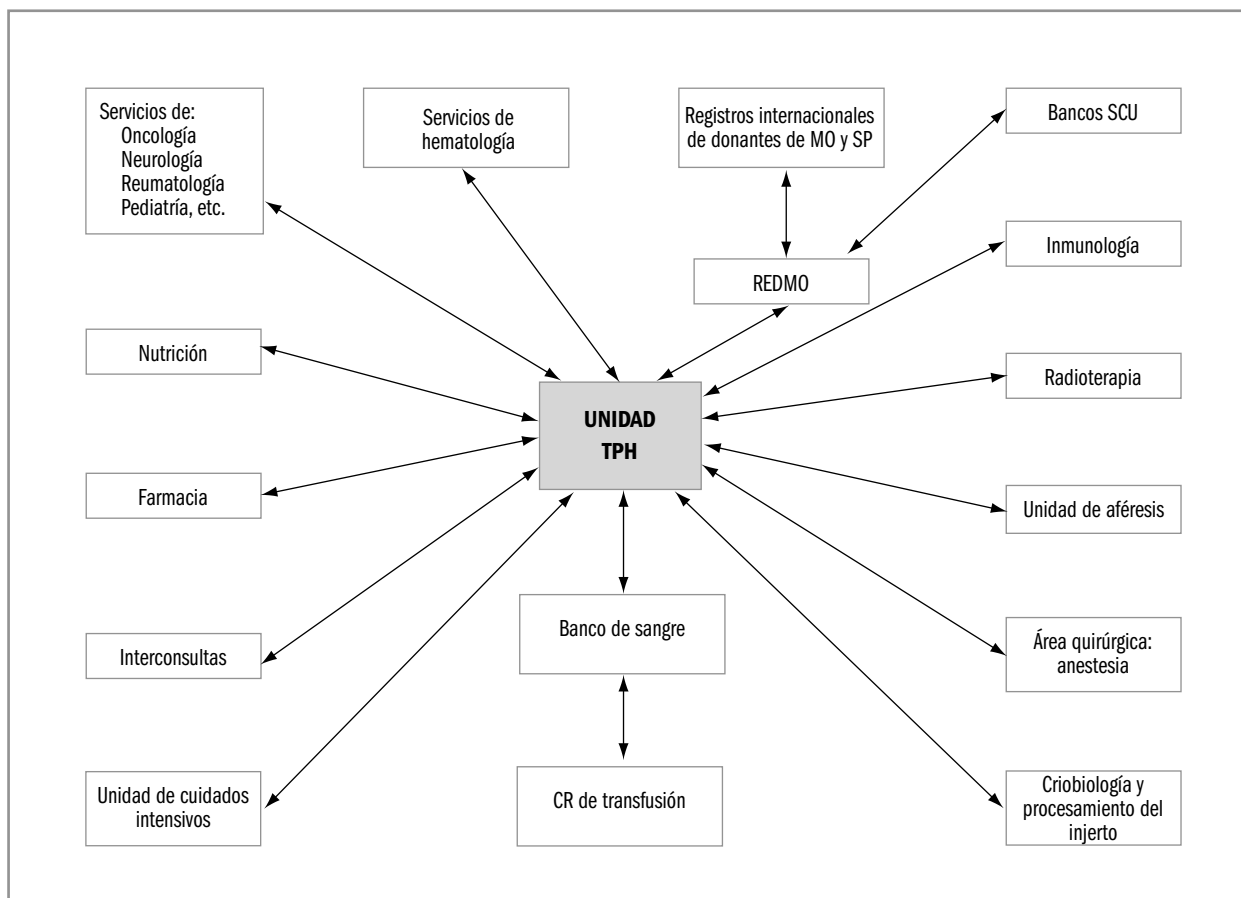 Servicios de:
Oncología
Neurología
Reumatología
Pediatría, etc.
Servicios de
hematología
Registros internacionales
de donantes de MO y SP
Bancos SCU
Inmunología
REDMO
Nutrición
Radioterapia
UNIDAD
TPH
Farmacia
Unidad de aféresis
Interconsultas
Banco de sangre
Área quirúrgica:
anestesia
Unidad de cuidados
intensivos
CR de transfusión
Criobiología y
procesamiento del
injerto